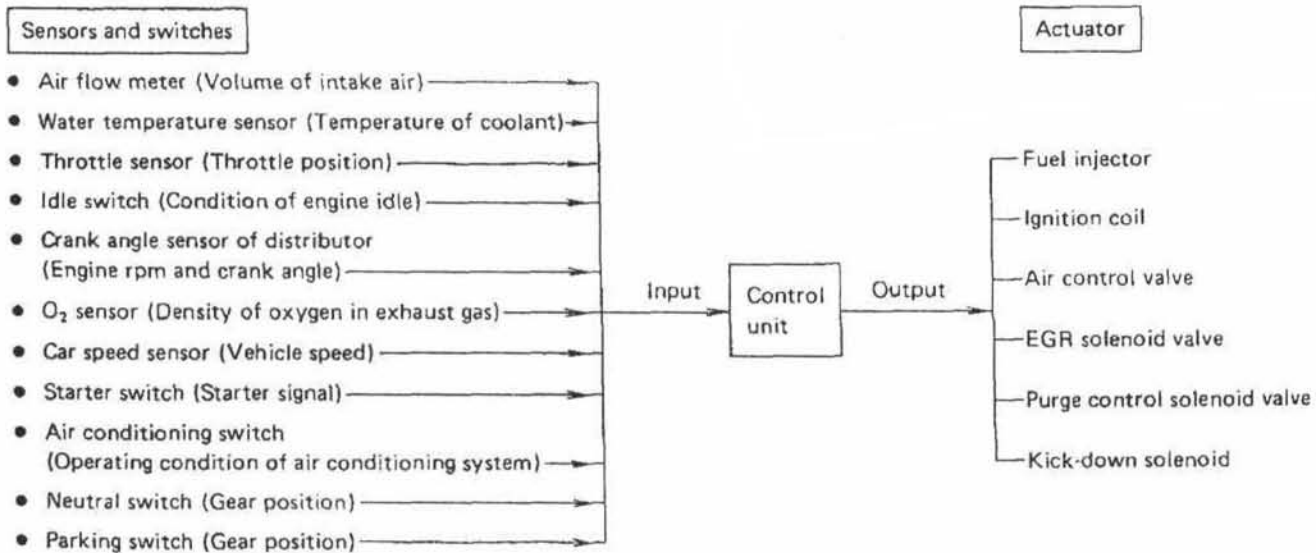 Sensors and switches
• Air flow meter (Volume of intake air)
• Water temperature sensor (Temperature of coolant)
• Throttle sensor (Throttle position)
• Idle switch (Condition of engine idle)
• Crank angle sensor of distributor
(Engine rpm and crank angle)
• O₂ sensor (Density of oxygen in exhaust gas)
• Car speed sensor (Vehicle speed)
• Starter switch (Starter signal)
• Air conditioning switch
(Operating condition of air conditioning system)
• Neutral switch (Gear position)
• Parking switch (Gear position)
Input
Control
unit
Output
Actuator
Fuel injector
Ignition coil
Air control valve
EGR solenoid valve
Purge control solenoid valve
Kick-down solenoid